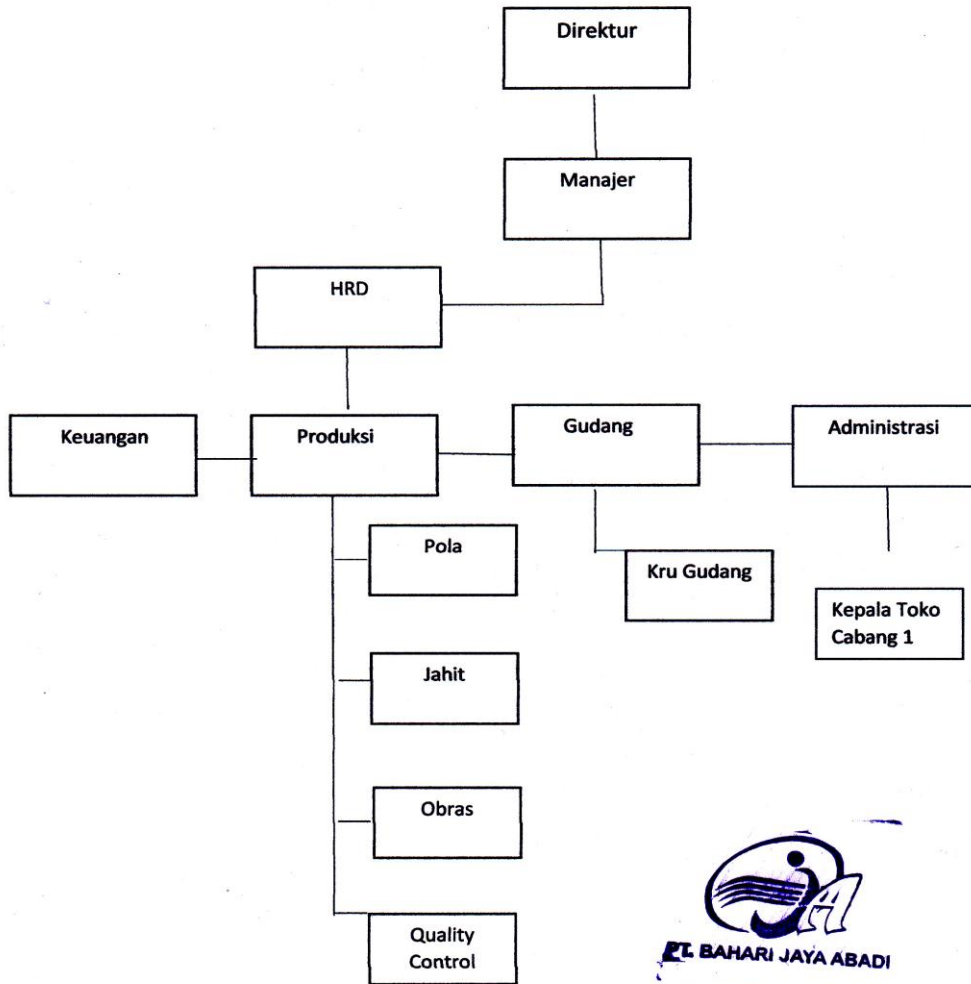 Direktur
Manajer
HRD
Keuangan
Produksi
Gudang
Administrasi
Pola
Kru Gudang
Kepala Toko
Cabang 1
Jahit
Obras
Quality
Control
PT. BAHARI JAYA ABADI